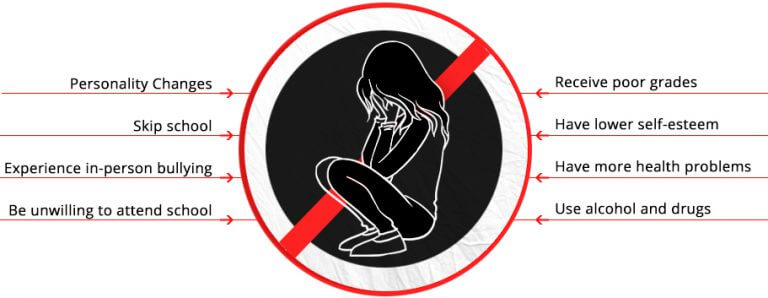 Personality Changes
Skip school
Experience in-person bullying
Be unwilling to attend school
Receive poor grades
Have lower self-esteem
Have more health problems
Use alcohol and drugs